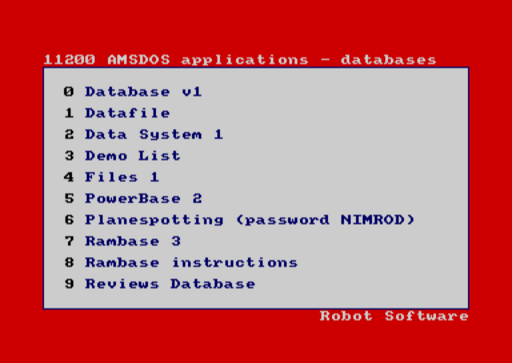 11200 AMSDOS applications - databases
0 Database v1
1 Datafile
2 Data System 1
3 Demo List
4 Files 1
5 PowerBase 2
6 Planespotting (password NIMROD)
7 Rambase 3
8 Rambase instructions
9 Reviews Database
Robot Software